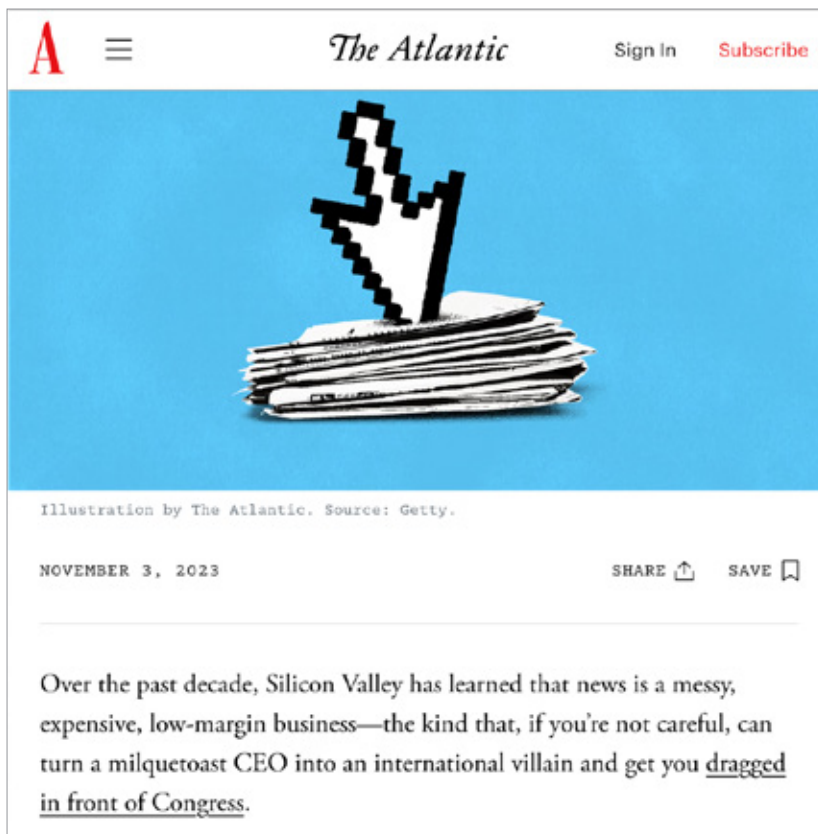 A The Atlantic Sign In Subscribe
Illustration by The Atlantic. Source: Getty.
NOVEMBER 3, 2023 SHARE SAVE
Over the past decade, Silicon Valley has learned that news is a messy,
expensive, low-margin business—the kind that, if you’re not careful, can
turn a milquetoast CEO into an international villain and get you dragged
in front of Congress.